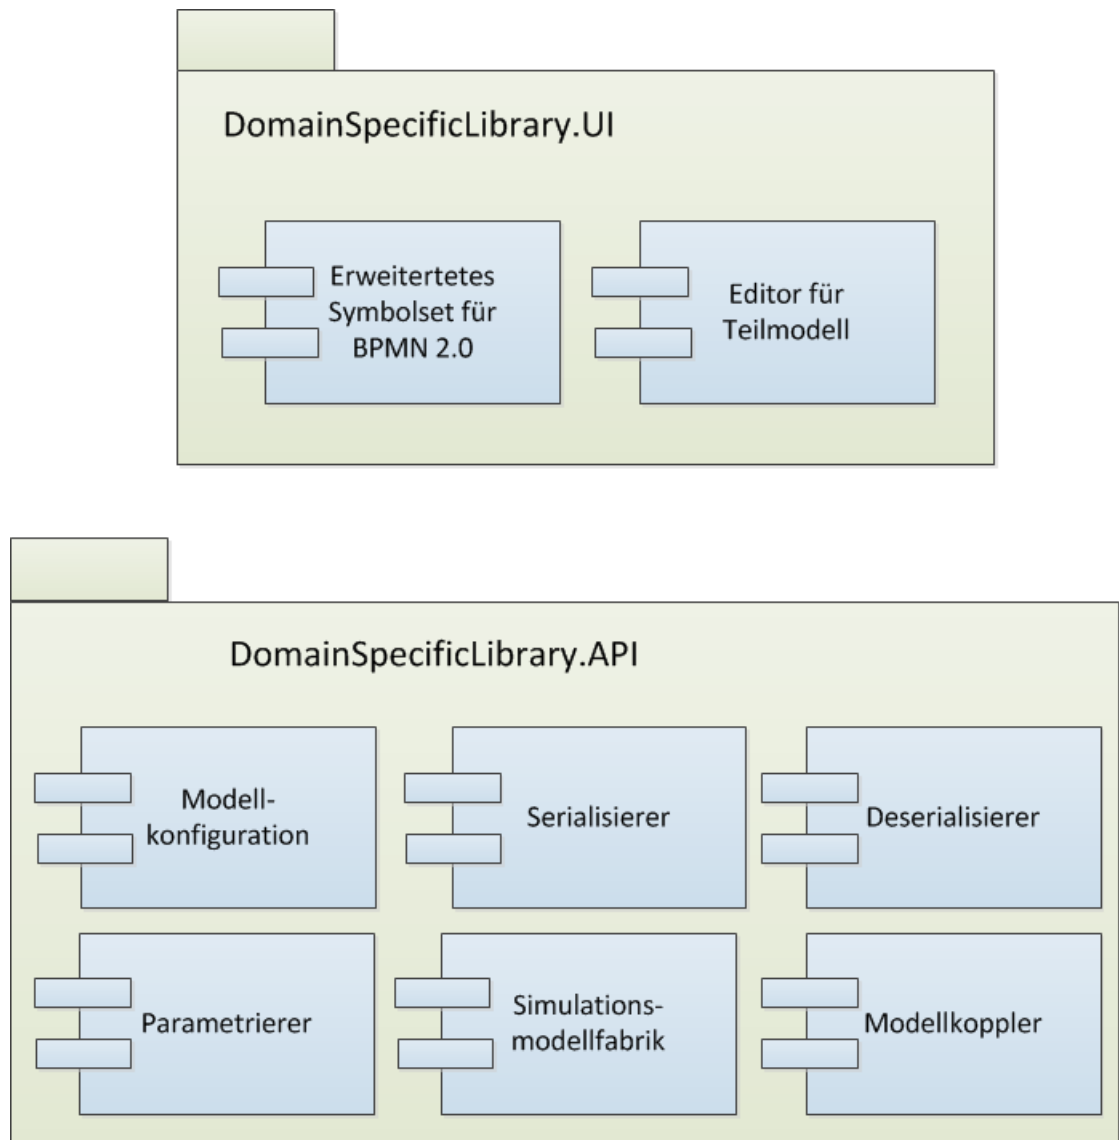 DomainSpecificLibrary.UI
Erweitertetes
Symbolset für
BPMN 2.0
Editor für
Teilmodell
DomainSpecificLibrary.API
Modell-
konfiguration
Serialisierer
Deserialisierer
Parametrierer
Simulations-
modellfabrik
Modellkoppler